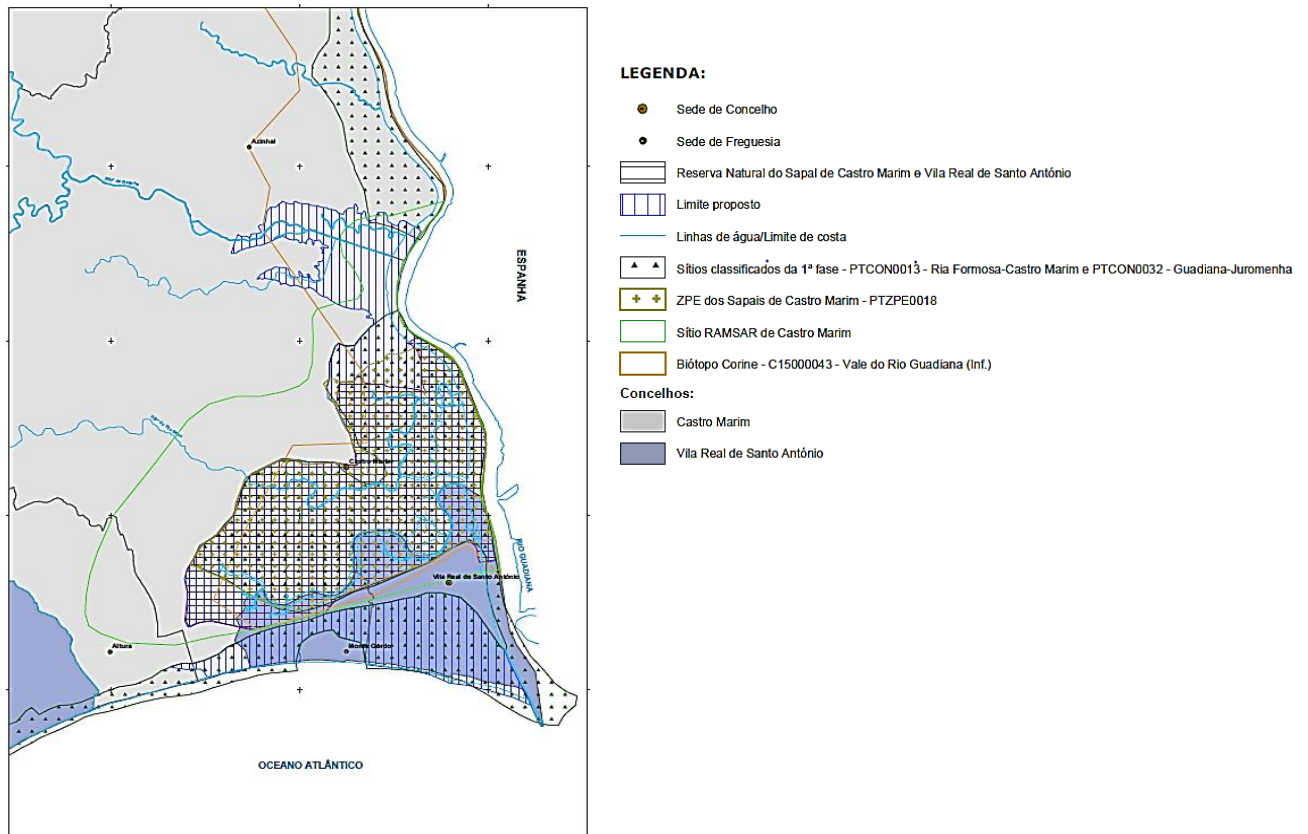 Azinhal
ESPANHA
RIO GUADIANA
Vila Real de Santo António
Altura
Monte Gordo
OCEANO ATLÂNTICO
LEGENDA:
Sede de Concelho
Sede de Freguesia
Reserva Natural do Sapal de Castro Marim e Vila Real de Santo António
Limite proposto
Linhas de água/Limite de costa
Sítios classificados da 1ª fase - PTCON0013 - Ria Formosa-Castro Marim e PTCON0032 - Guadiana-Juromenha
ZPE dos Sapais de Castro Marim - PTZPE0018
Sítio RAMSAR de Castro Marim
Biótopo Corine - C15000043 - Vale do Rio Guadiana (Inf.)
Concelhos:
Castro Marim
Vila Real de Santo António